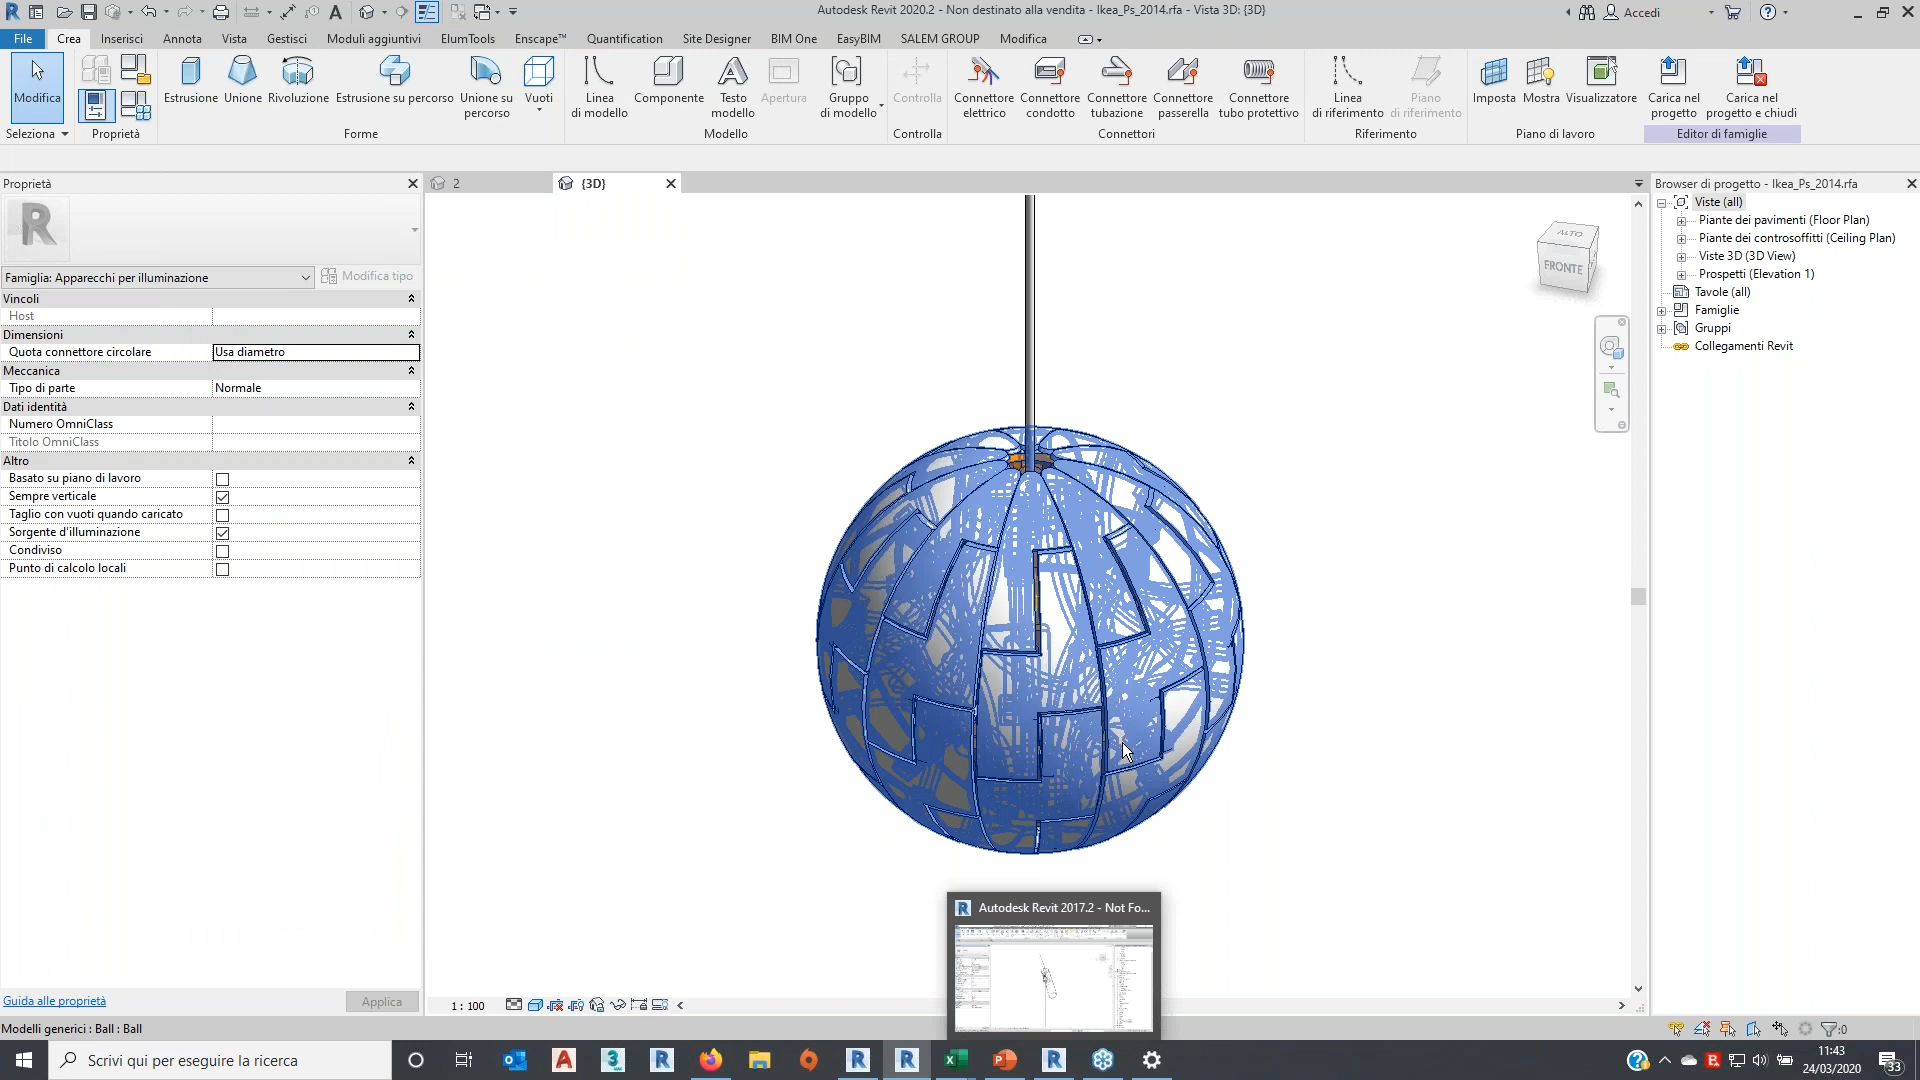 Autodesk Revit 2020.2 - Non destinato alla vendita - Ikea_Ps_2014.rfa - Vista 3D: {3D}
Accedi
File Crea Inserisci Annota Vista Gestisci Moduli aggiuntivi ElumTools Enscape™ Quantification Site Designer BIM One EasyBIM SALEM GROUP Modifica
Modifica Estrusione Unione Rivoluzione Estrusione su percorso Unione su percorso Vuoti Linea di modello Componente Testo modello Apertura Gruppo di modello Controlla Connettore elettrico Connettore condotto Connettore tubazione Connettore passerella Connettore tubo protettivo Linea di riferimento Piano di riferimento Imposta Mostra Visualizzatore Carica nel progetto Carica nel progetto e chiudi
Seleziona Proprietà Forme Modello Controlla Connettori Riferimento Piano di lavoro Editor di famiglie
Proprietà
2
{3D}
Browser di progetto - Ikea_Ps_2014.rfa
Famiglia: Apparecchi per illuminazione
Modifica tipo
Vincoli
Host
Dimensioni
Quota connettore circolare Usa diametro
Meccanica
Tipo di parte Normale
Dati identità
Numero OmniClass
Titolo OmniClass
Altro
Basato su piano di lavoro
Sempre verticale
Taglio con vuoti quando caricato
Sorgente d'illuminazione
Condiviso
Punto di calcolo locali
ALTO
FRONTE
Viste (all)
Piante dei pavimenti (Floor Plan)
Piante dei controsoffitti (Ceiling Plan)
Viste 3D (3D View)
Prospetti (Elevation 1)
Tavole (all)
Famiglie
Gruppi
Collegamenti Revit
Autodesk Revit 2017.2 - Not Fo...
Guida alle proprietà
Applica
1 : 100
Modelli generici : Ball : Ball
:0
Scrivi qui per eseguire la ricerca
11:43
24/03/2020
33